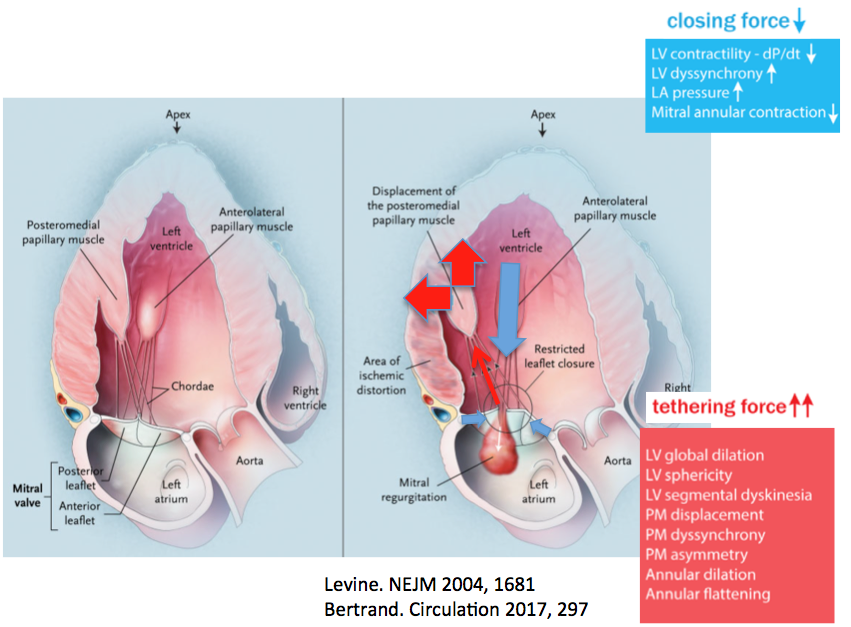 closing force ↓
LV contractility - dP/dt ↓
LV dyssynchrony ↑
LA pressure ↑
Mitral annular contraction ↓
Apex
Posteromedial
papillary muscle
Anterolateral
papillary muscle
Left
ventricle
Chordae
Right
ventricle
Aorta
Mitral
valve
Posterior
leaflet
Anterior
leaflet
Left
atrium
Apex
Displacement of
the posteromedial
papillary muscle
Anterolateral
papillary muscle
Left
ventricle
Area of
ischemic
distortion
Restricted
leaflet closure
Right
Aorta
Mitral
regurgitation
Left
atrium
tethering force ↑↑
LV global dilation
LV sphericity
LV segmental dyskinesia
PM displacement
PM dyssynchrony
PM asymmetry
Annular dilation
Annular flattening
Levine. NEJM 2004, 1681
Bertrand. Circulation 2017, 297